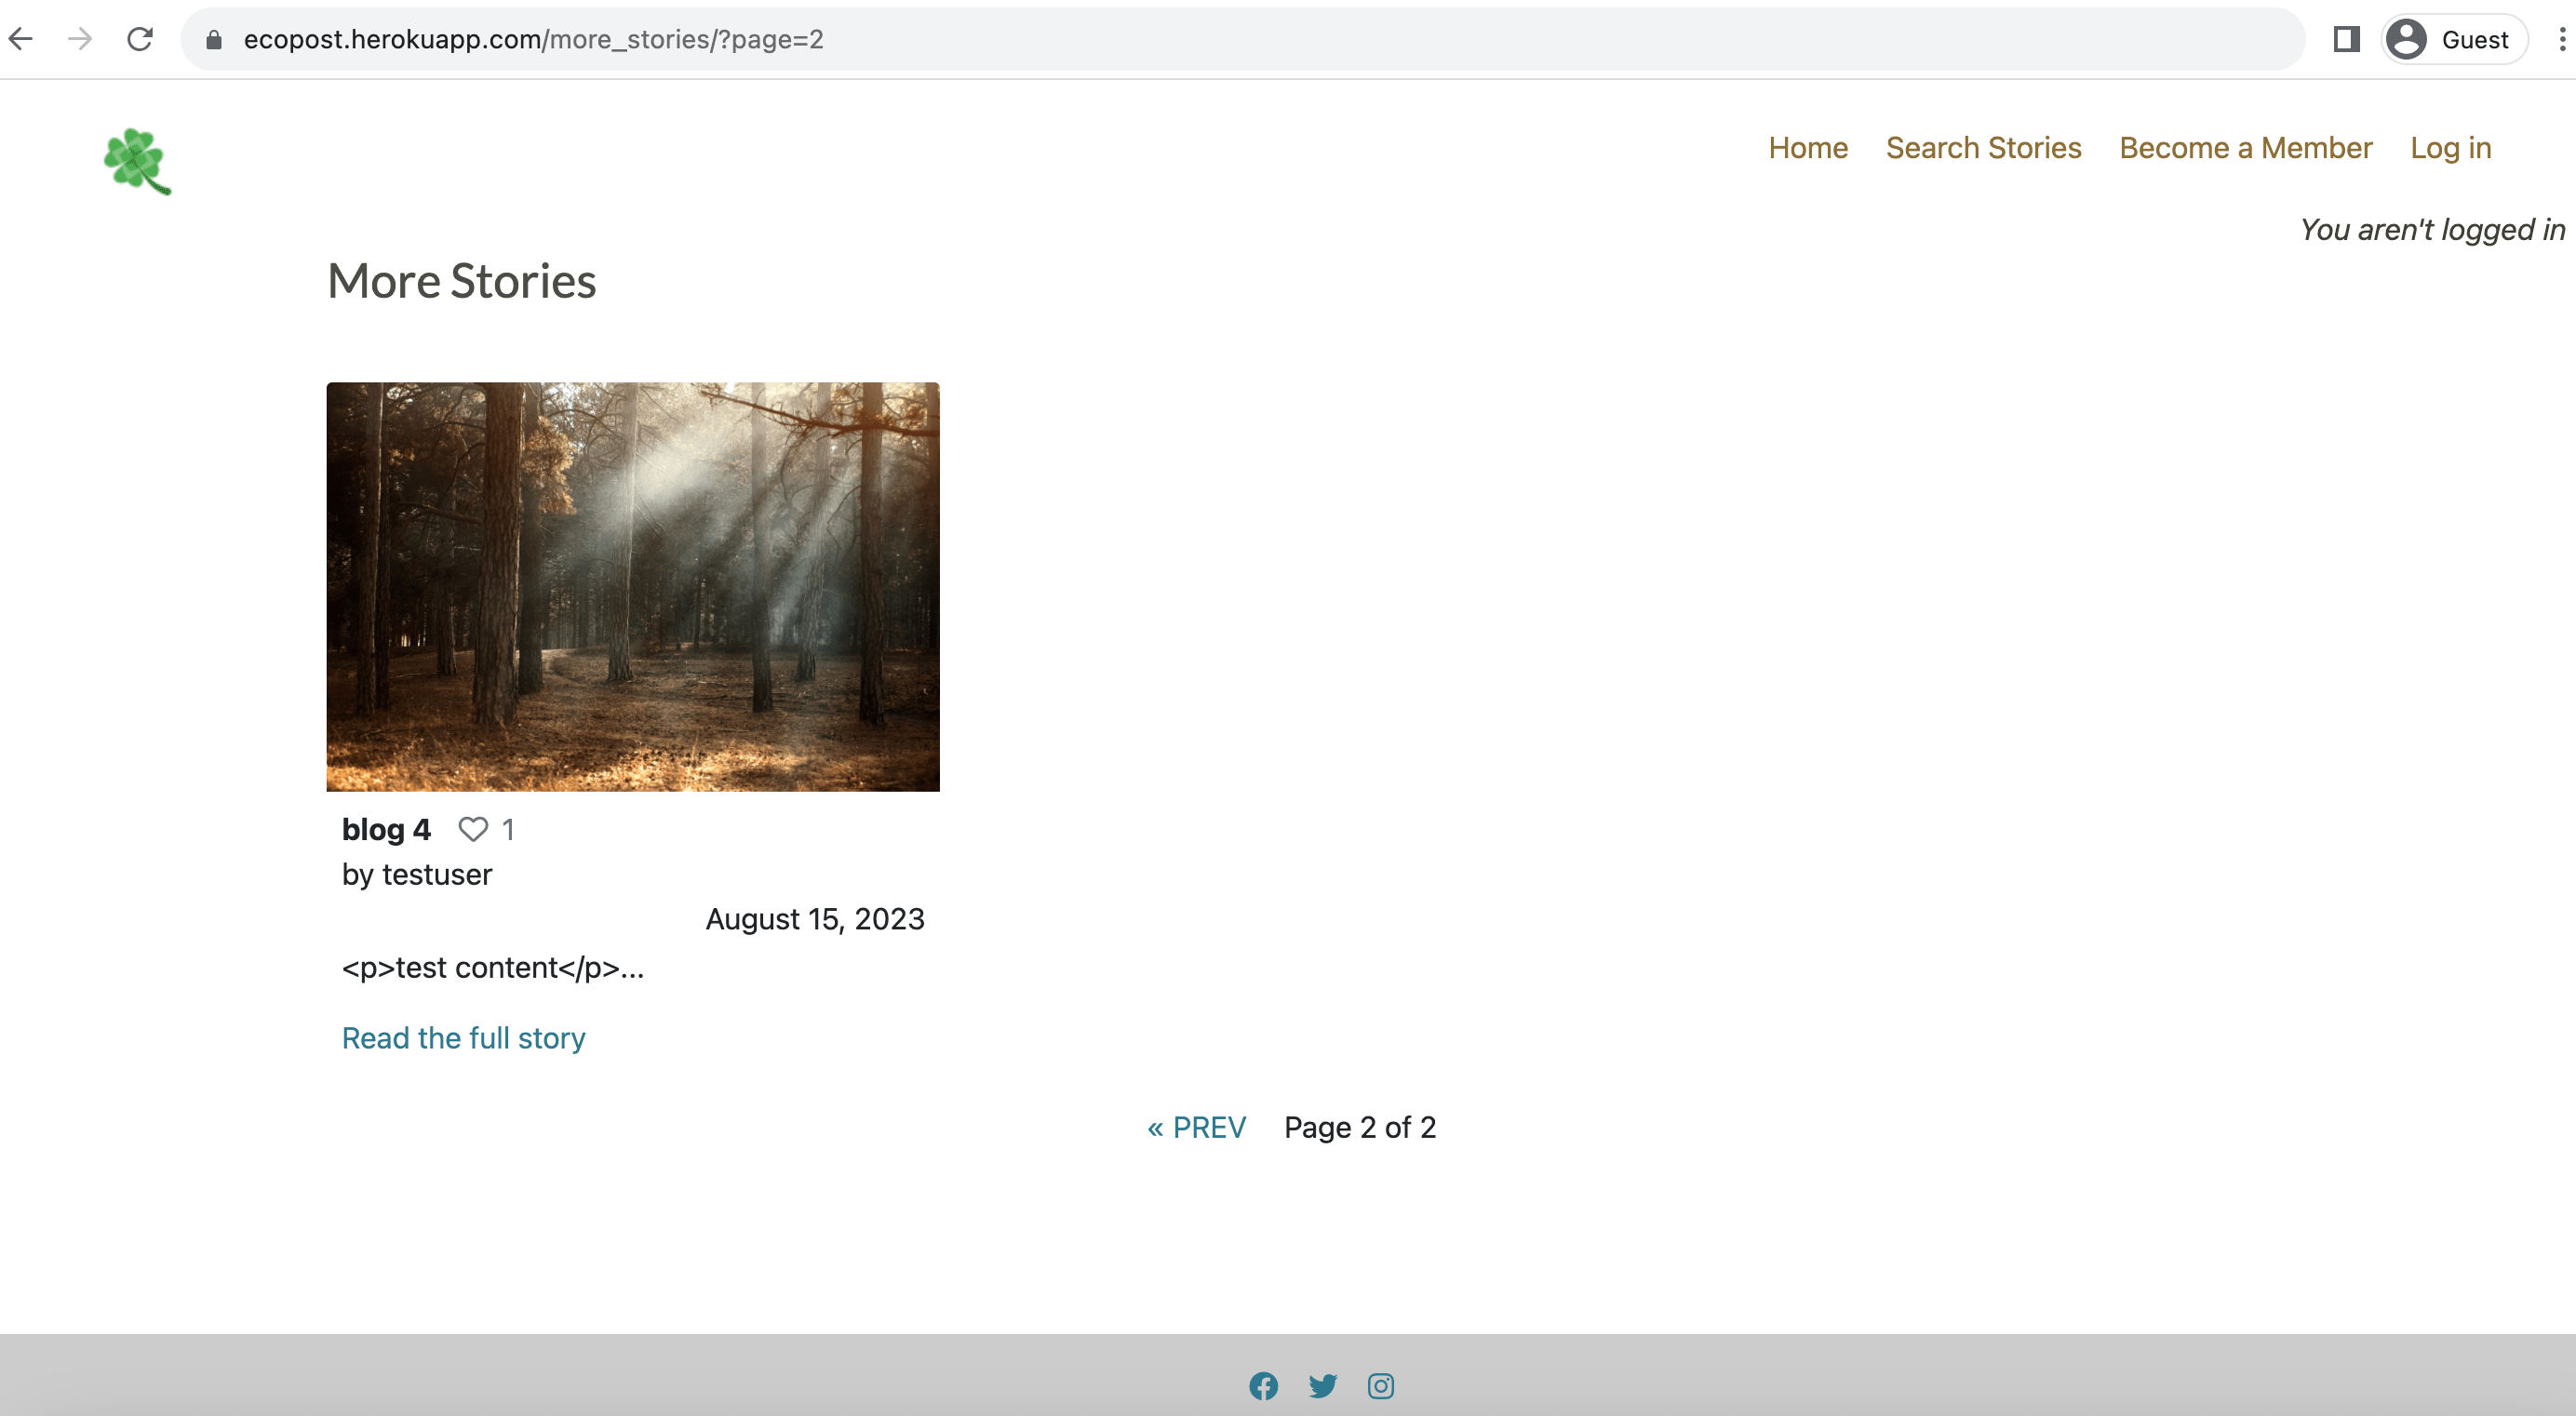 ecopost.herokuapp.com/more_stories/?page=2
Guest
Home Search Stories Become a Member Log in
You aren't logged in
More Stories
blog 4 1
by testuser
August 15, 2023
<p>test content</p>...
Read the full story
« PREV Page 2 of 2